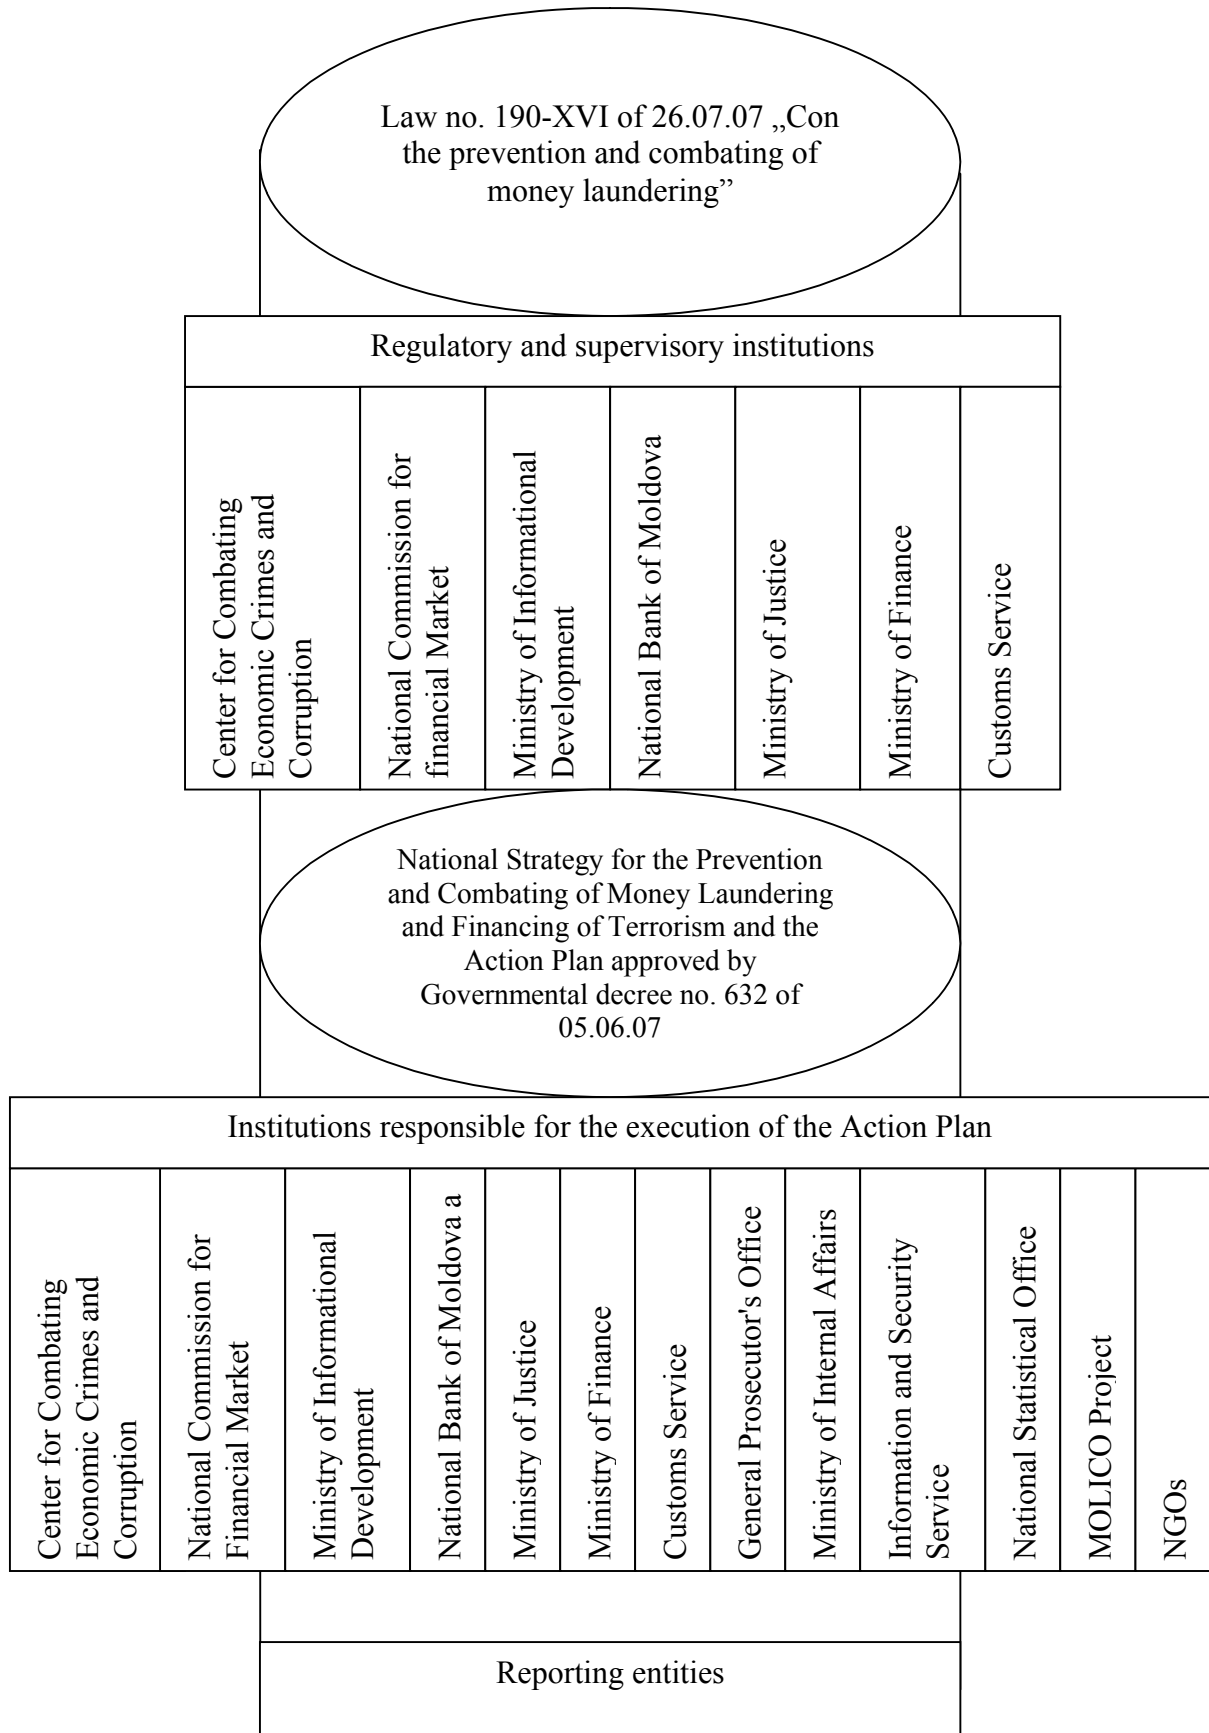 Law no. 190-XVI of 26.07.07 „Con
the prevention and combating of
money laundering”
Regulatory and supervisory institutions
Center for Combating
Economic Crimes and
Corruption
National Commission for
financial Market
Ministry of Informational
Development
National Bank of Moldova
Ministry of Justice
Ministry of Finance
Customs Service
National Strategy for the Prevention
and Combating of Money Laundering
and Financing of Terrorism and the
Action Plan approved by
Governmental decree no. 632 of
05.06.07
Institutions responsible for the execution of the Action Plan
Center for Combating
Economic Crimes and
Corruption
National Commission for
Financial Market
Ministry of Informational
Development
National Bank of Moldova a
Ministry of Justice
Ministry of Finance
Customs Service
General Prosecutor's Office
Ministry of Internal Affairs
Information and Security
Service
National Statistical Office
MOLICO Project
NGOs
Reporting entities